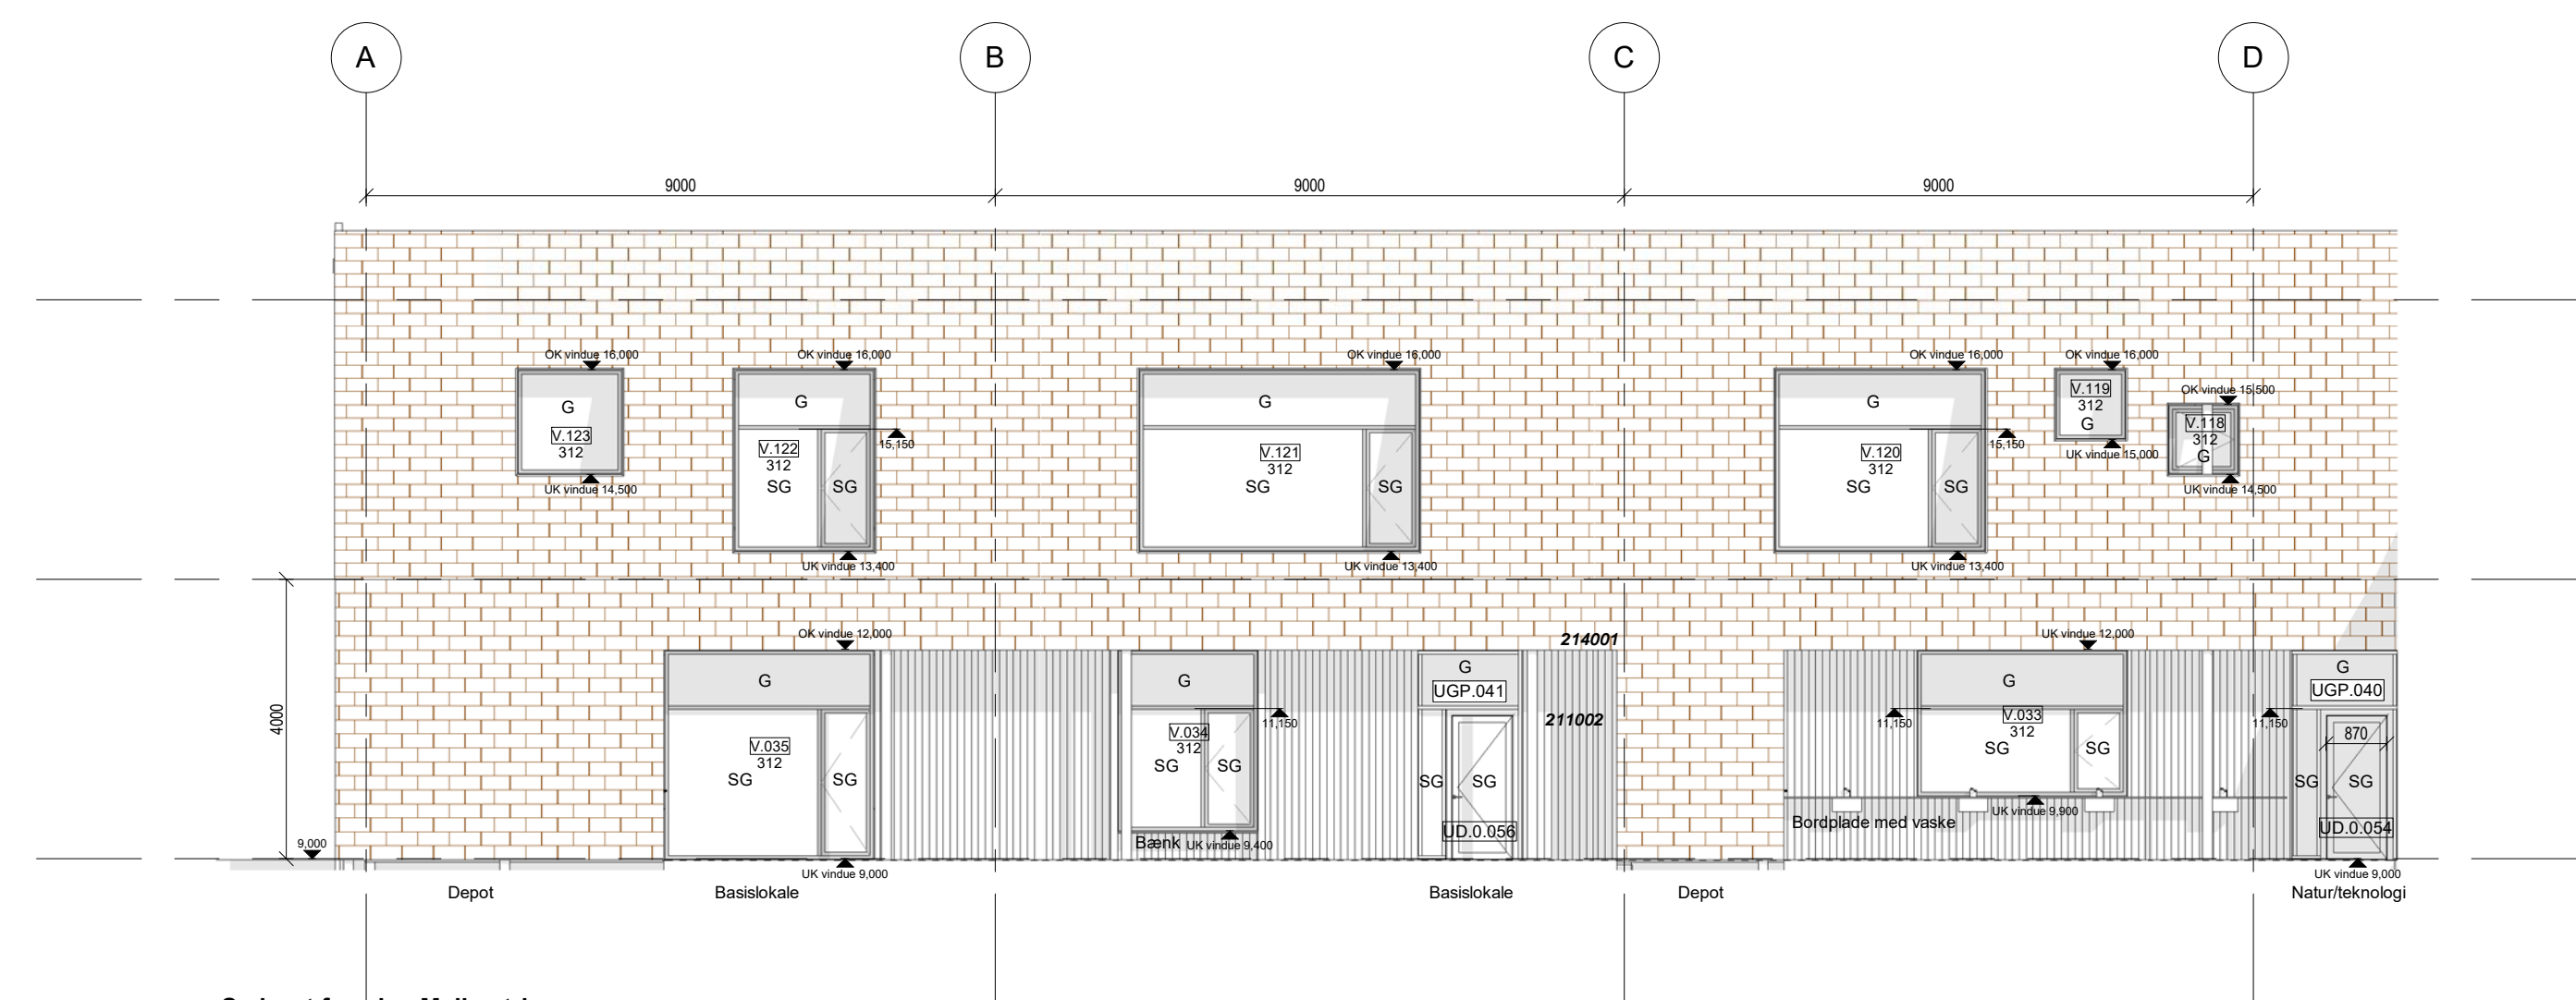 A B C D
9000 9000 9000
OK vindue 16,000 OK vindue 16,000 OK vindue 16,000 OK vindue 16,000 OK vindue 16,000
OK vindue 15,500
G G G G V.119
312
G
V.123
312
V.122
312
SG SG
15,150
V.121
312
SG SG
V.120
312
SG SG
15,150
UK vindue 15,000
V.118
312
G
UK vindue 14,500
UK vindue 14,500
UK vindue 13,400 UK vindue 13,400 UK vindue 13,400
4000
9,000
OK vindue 12,000
214001
UK vindue 12,000
G G G G G
UGP.041
UGP.040
211002
V.035
312
SG SG
V.034
312
SG SG
11,150
SG SG
UD.0.056
11,150
V.033
312
SG SG
11,150
870
SG SG
UD.0.054
Bænk
UK vindue 9,400
Bordplade med vaske
UK vindue 9,900
UK vindue 9,000
UK vindue 9,000
Depot Basislokale Basislokale Depot Natur/teknologi